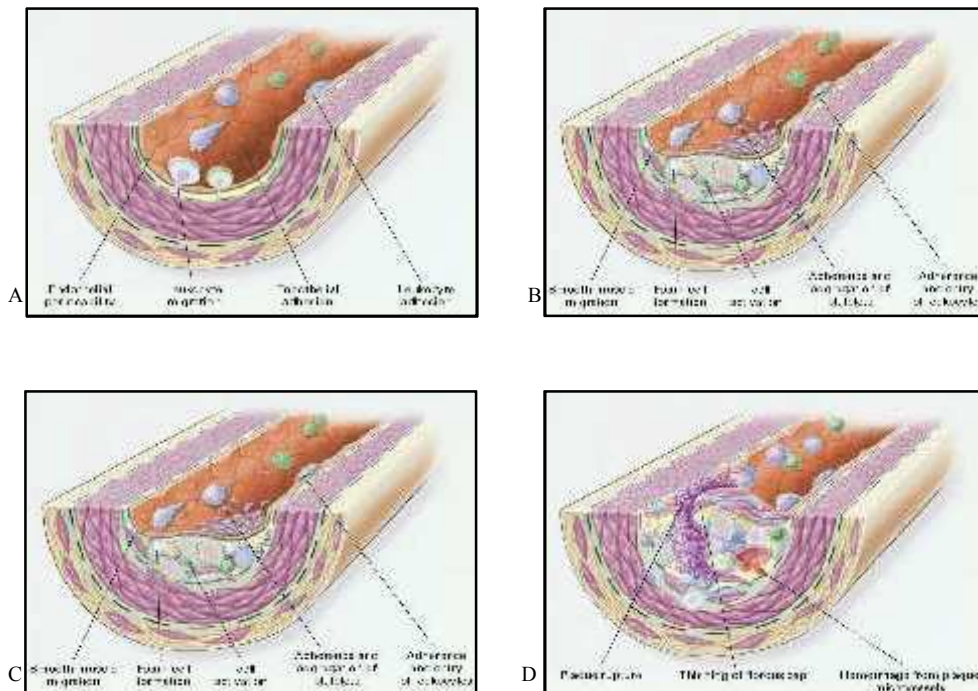 A
Endothelial
permeability
Leukocyte
migration
Endothelial
adhesion
Leukocyte
adhesion
B
Smooth muscle
migration
Foam cell
formation
cell
activation
Adherence and
aggregation of
platelets
Adherence
and entry
of leukocytes
C
Smooth muscle
migration
Foam cell
formation
cell
activation
Adherence and
aggregation of
platelets
Adherence
and entry
of leukocytes
D
Plaque rupture
Thinning of fibrous cap
Hemorrhage from plaque
microvessels